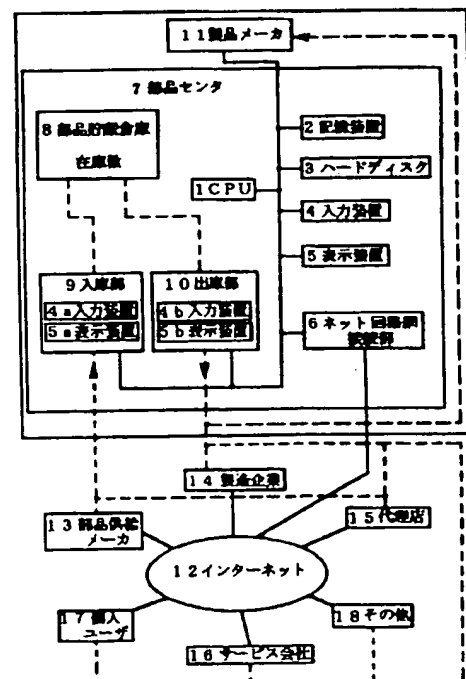 11製品メーカ
7部品センタ
8部品貯蔵倉庫
在庫数
2記憶装置
3ハードディスク
1CPU
4入力装置
5表示装置
9入庫部
4a入力装置
5a表示装置
10出庫部
4b入力装置
5b表示装置
6ネット回路網
接続部
14製造企業
13部品供給
メーカ
15代理店
12インターネット
17個人
ユーザ
18その他
16サービス会社